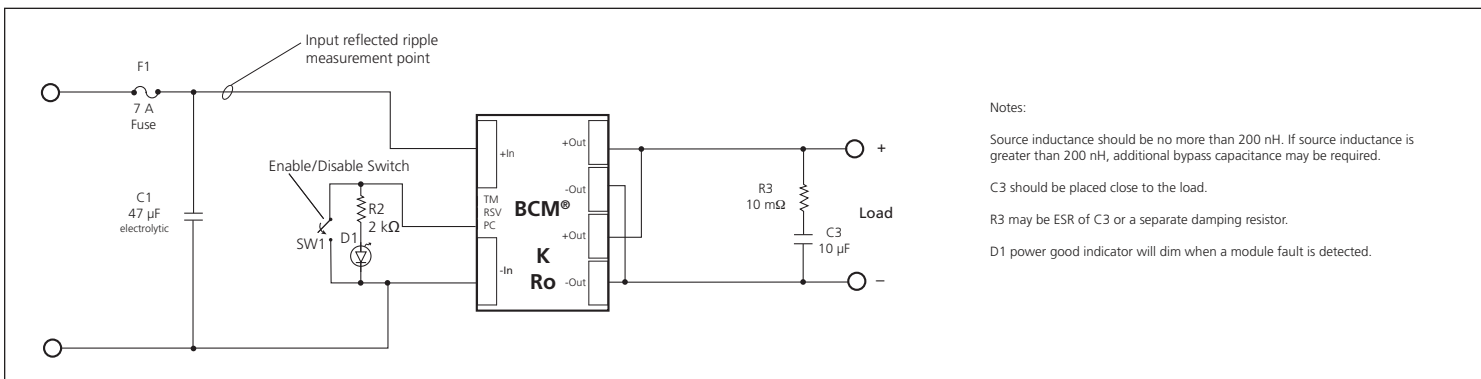 Input reflected ripple
measurement point
F1
7 A
Fuse
C1
47 µF
electrolytic
Enable/Disable Switch
SW1
R2
2 kΩ
D1
+In
TM
RSV
PC
-In
BCM®
K
Ro
+Out
-Out
+Out
-Out
R3
10 mΩ
C3
10 µF
+
Load
–
Notes:
Source inductance should be no more than 200 nH. If source inductance is
greater than 200 nH, additional bypass capacitance may be required.
C3 should be placed close to the load.
R3 may be ESR of C3 or a separate damping resistor.
D1 power good indicator will dim when a module fault is detected.